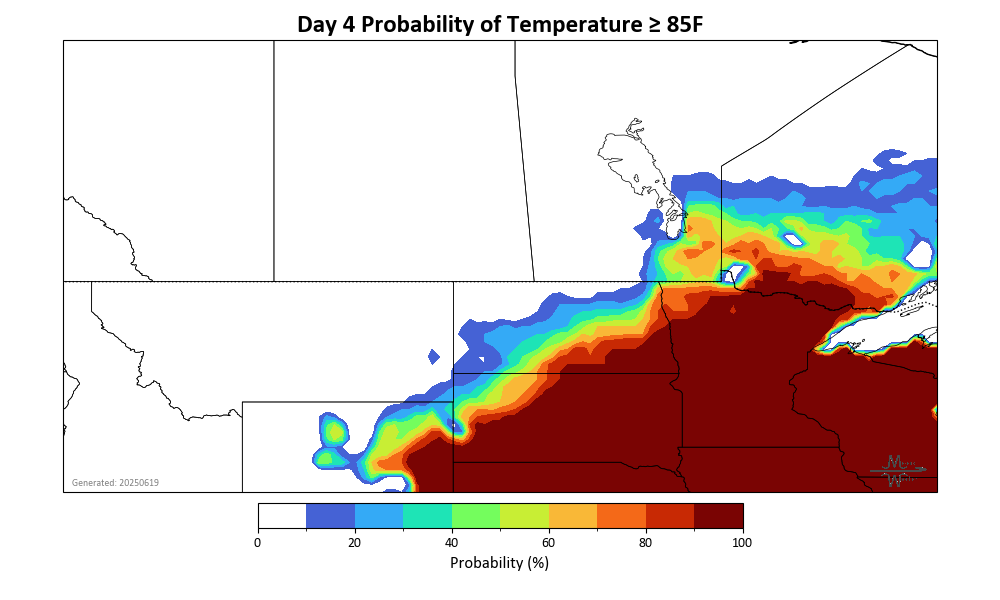 Day 4 Probability of Temperature ≥ 85F
Generated: 20250619
0 20 40 60 80 100
Probability (%)